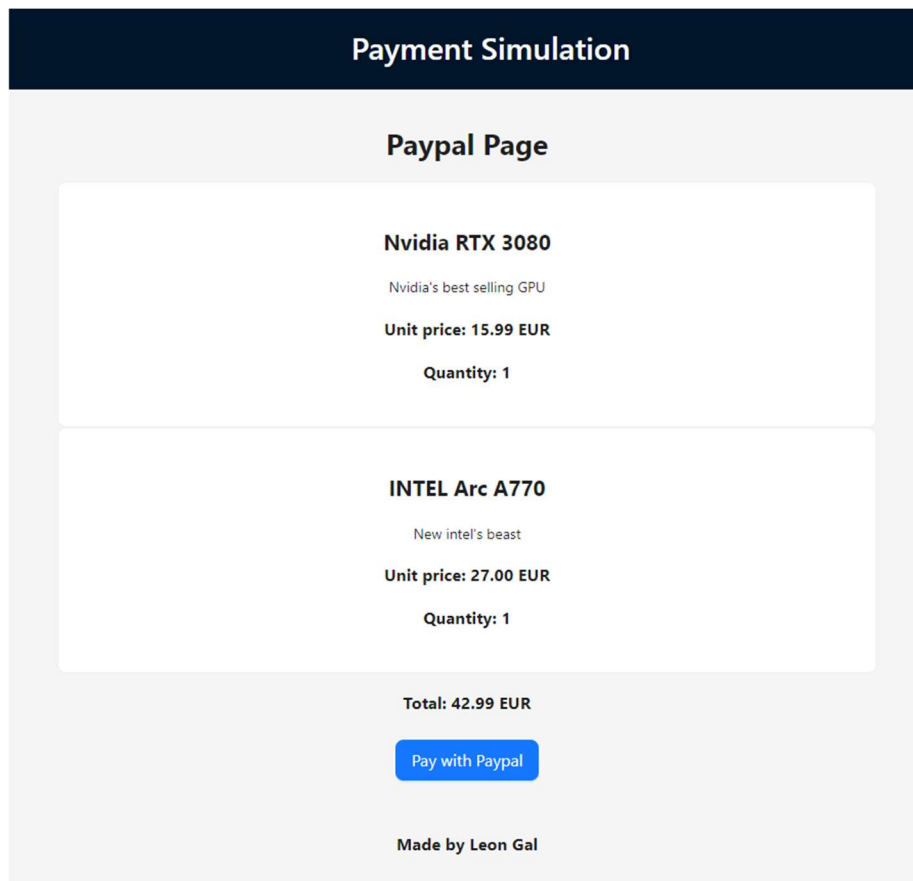 Payment Simulation
Paypal Page
Nvidia RTX 3080
Nvidia's best selling GPU
Unit price: 15.99 EUR
Quantity: 1
INTEL Arc A770
New intel's beast
Unit price: 27.00 EUR
Quantity: 1
Total: 42.99 EUR
Pay with Paypal
Made by Leon Gal